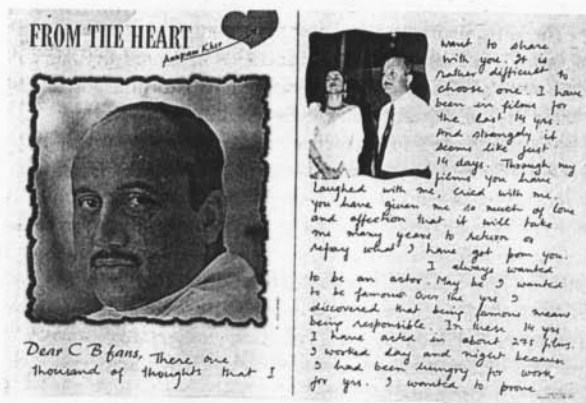 FROM THE HEART
Anupam Kher
Dear C B fans, There are
thousand of thoughts that I
want to share
with you. It is
rather difficult to
choose one. I have
been in films for
the last 14 yrs.
And strangely it
seems like just
14 days. Through my
films you have
Laughed with me, cried with me.
you have given me so much of love
and affection that it will take
me many years to return or
repay what I have got from you.
I always wanted
to be an actor. May be I wanted
to be famous over the yrs I
discovered that being famous means
being responsible. In these 14 yrs
I have acted in about 275 films.
I worked day and night because
I had been hungry for work
for yrs. I wanted to prove